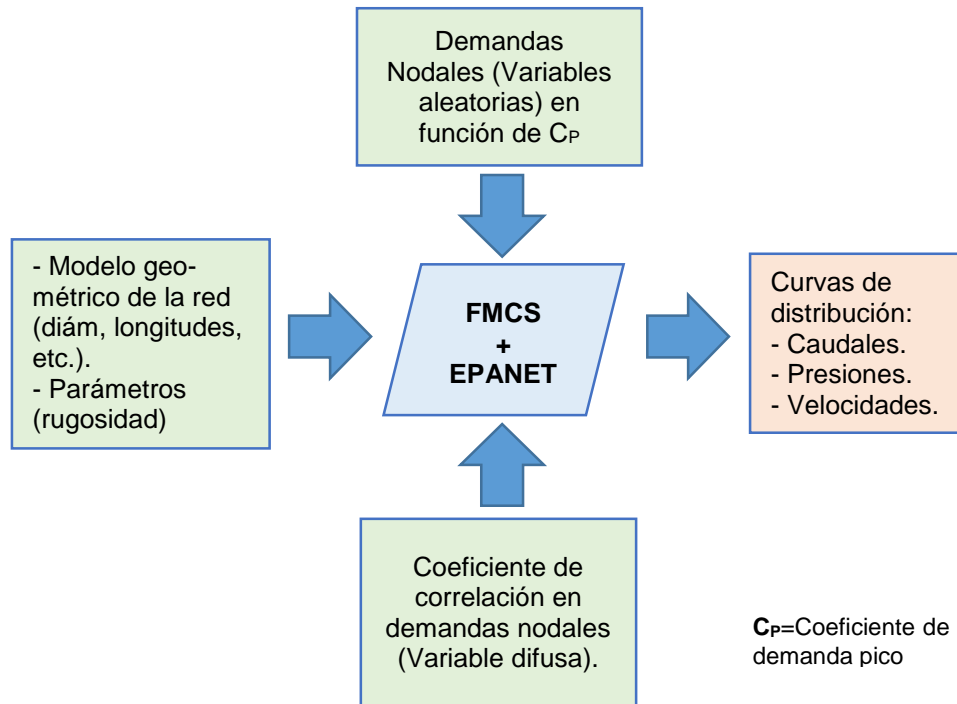 Demandas
Nodales (Variables
aleatorias) en
función de CP
- Modelo geo-
métrico de la red
(diám, longitudes,
etc.).
- Parámetros
(rugosidad)
FMCS
+
EPANET
Curvas de
distribución:
- Caudales.
- Presiones.
- Velocidades.
Coeficiente de
correlación en
demandas nodales
(Variable difusa).
CP=Coeficiente de
demanda pico